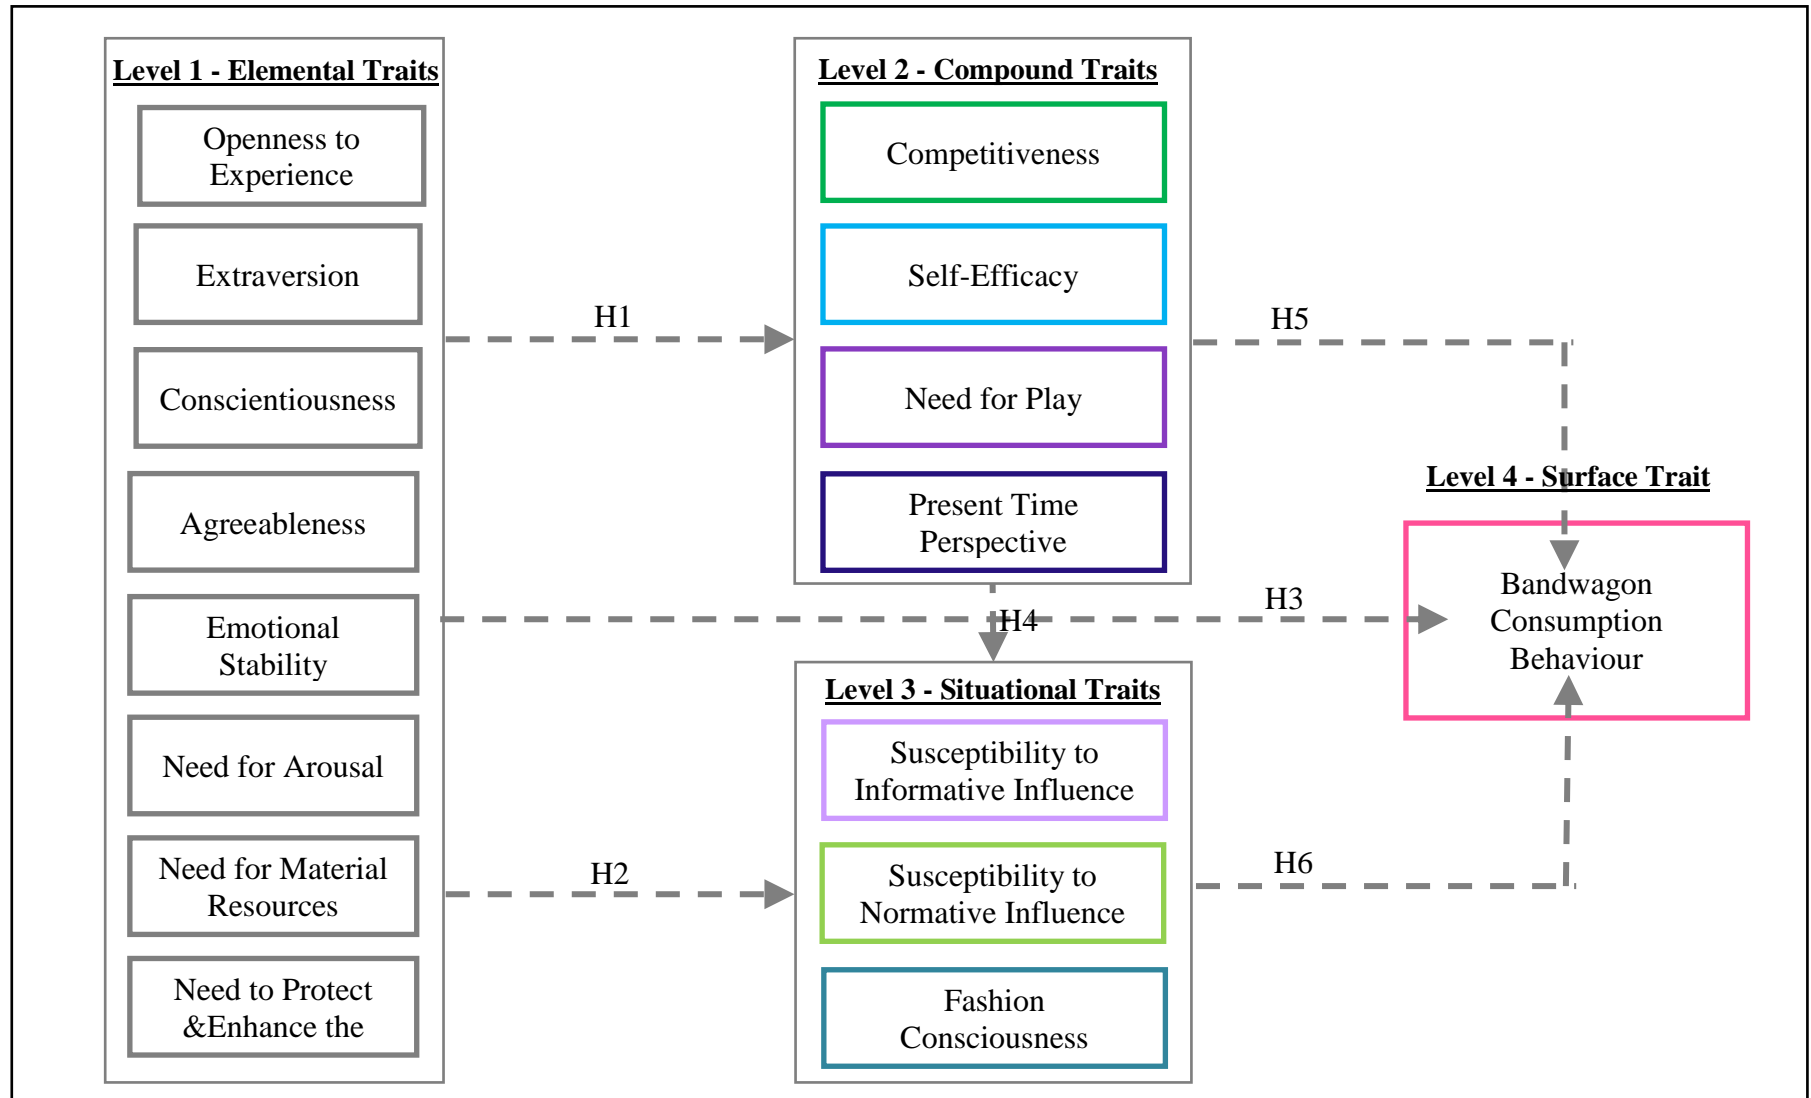 Level 1 - Elemental Traits
Openness to
Experience
Extraversion
Conscientiousness
Agreeableness
Emotional
Stability
Need for Arousal
Need for Material
Resources
Need to Protect
&Enhance the
H1
H2
Level 2 - Compound Traits
Competitiveness
Self-Efficacy
Need for Play
Present Time
Perspective
H4
Level 3 - Situational Traits
Susceptibility to
Informative Influence
Susceptibility to
Normative Influence
Fashion
Consciousness
H5
H3
H6
Level 4 - Surface Trait
Bandwagon
Consumption
Behaviour